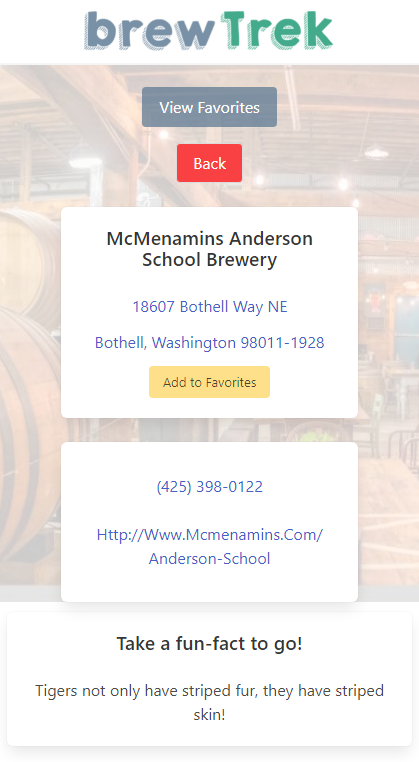 brewTrek
View Favorites
Back
McMenamins Anderson
School Brewery
18607 Bothell Way NE
Bothell, Washington 98011-1928
Add to Favorites
(425) 398-0122
Http://Www.Mcmenamins.Com/
Anderson-School
Take a fun-fact to go!
Tigers not only have striped fur, they have striped
skin!